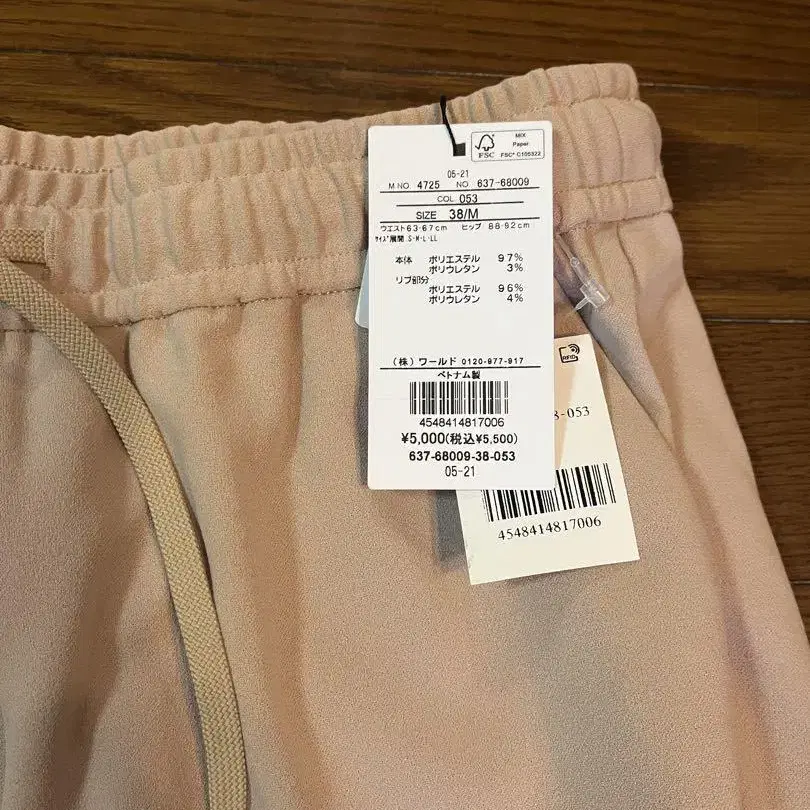 MIX
Paper
FSC
FSC® C105322
05-21
M NO 4725 NO. 637-68009
COL 053
SIZE 38/M
ウエスト63-67cm ヒップ 88-92cm
サイズ展開 S・M・L・LL
本体 ポリエステル 97%
ポリウレタン 3%
リブ部分
ポリエステル 96%
ポリウレタン 4%
(株)ワールド 0120-977-917
ベトナム製
4548414817006
¥5,000(税込¥5,500)
637-68009-38-053
05-21
RFID
8-053
4548414817006